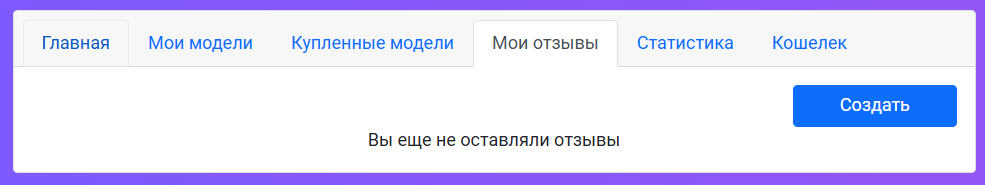 Главная Мои модели Купленные модели Мои отзывы Статистика Кошелек
Создать
Вы еще не оставляли отзывы